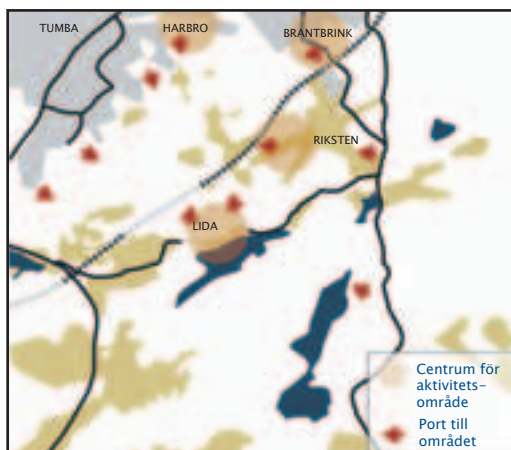 TUMBA
HARBRO
BRANTBRINK
RIKSTEN
LIDA
Centrum för
aktivitets-
område
Port till
området